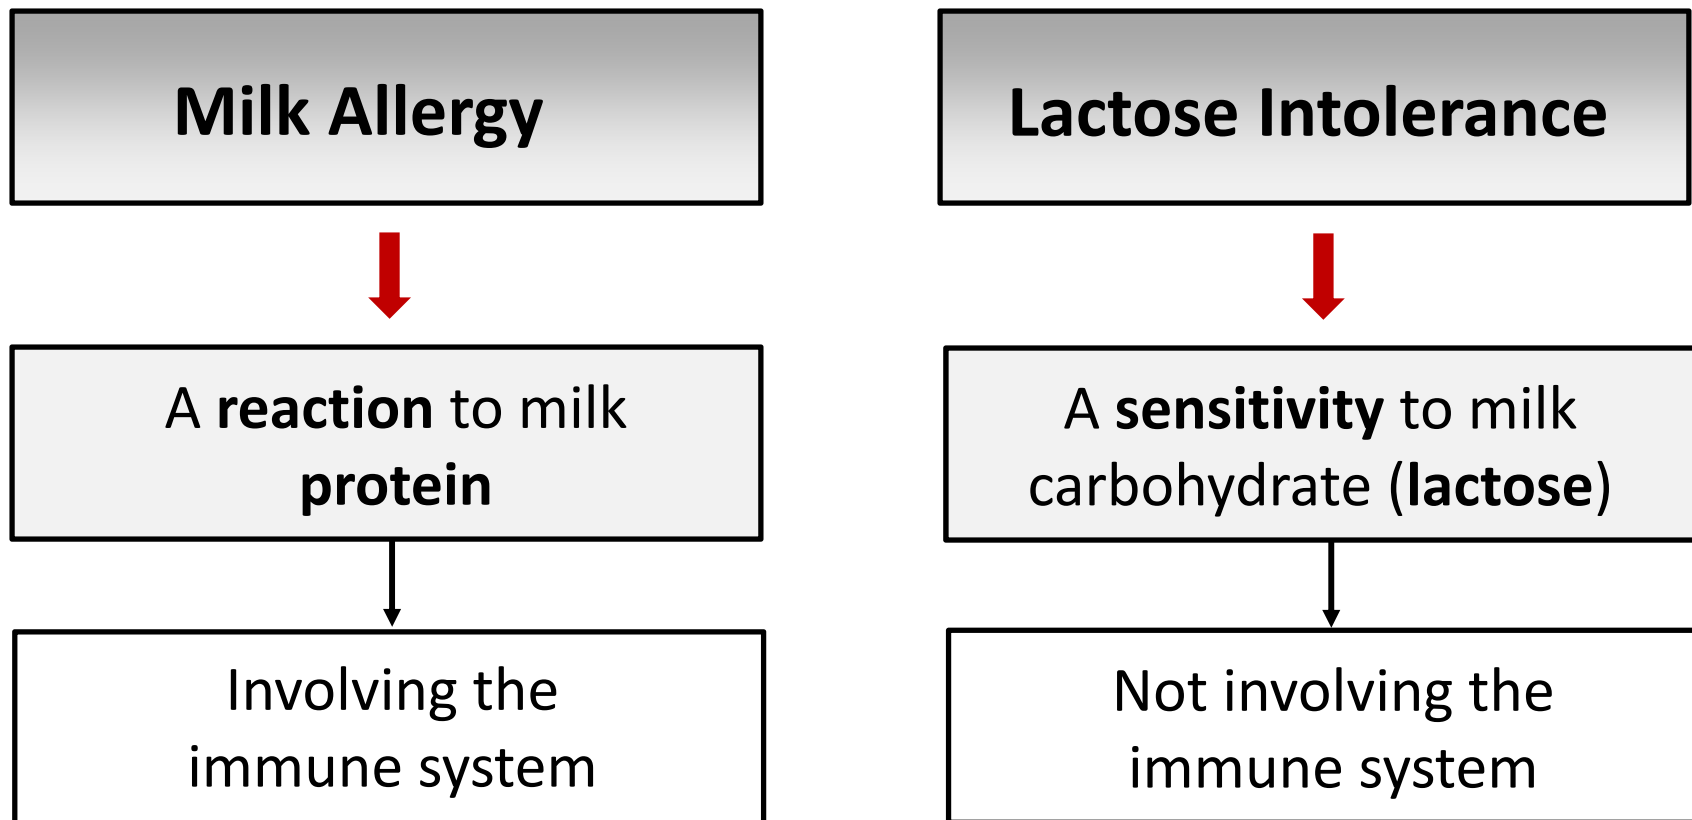 Milk Allergy
Lactose Intolerance
A reaction to milk
protein
A sensitivity to milk
carbohydrate (lactose)
Involving the
immune system
Not involving the
immune system